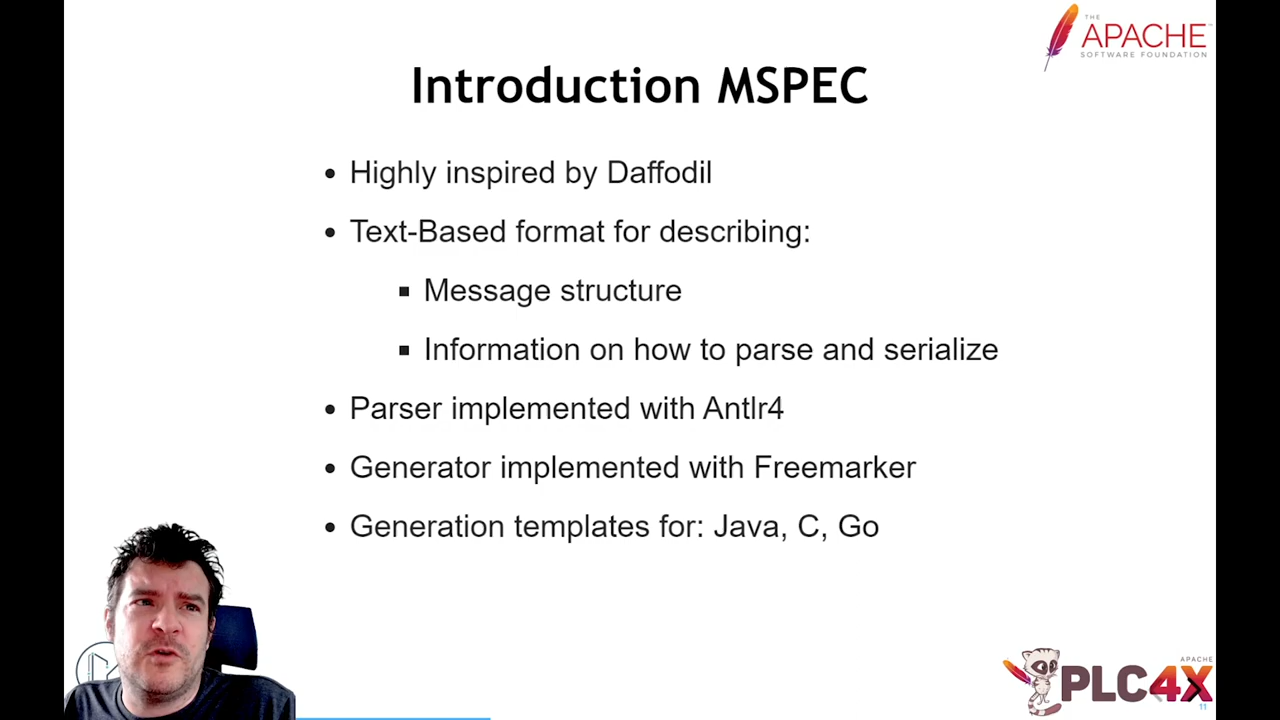 THE
APACHE
SOFTWARE FOUNDATION
Introduction MSPEC
• Highly inspired by Daffodil
• Text-Based format for describing:
▪ Message structure
▪ Information on how to parse and serialize
• Parser implemented with Antlr4
• Generator implemented with Freemarker
• Generation templates for: Java, C, Go
APACHE
PLC4X
11